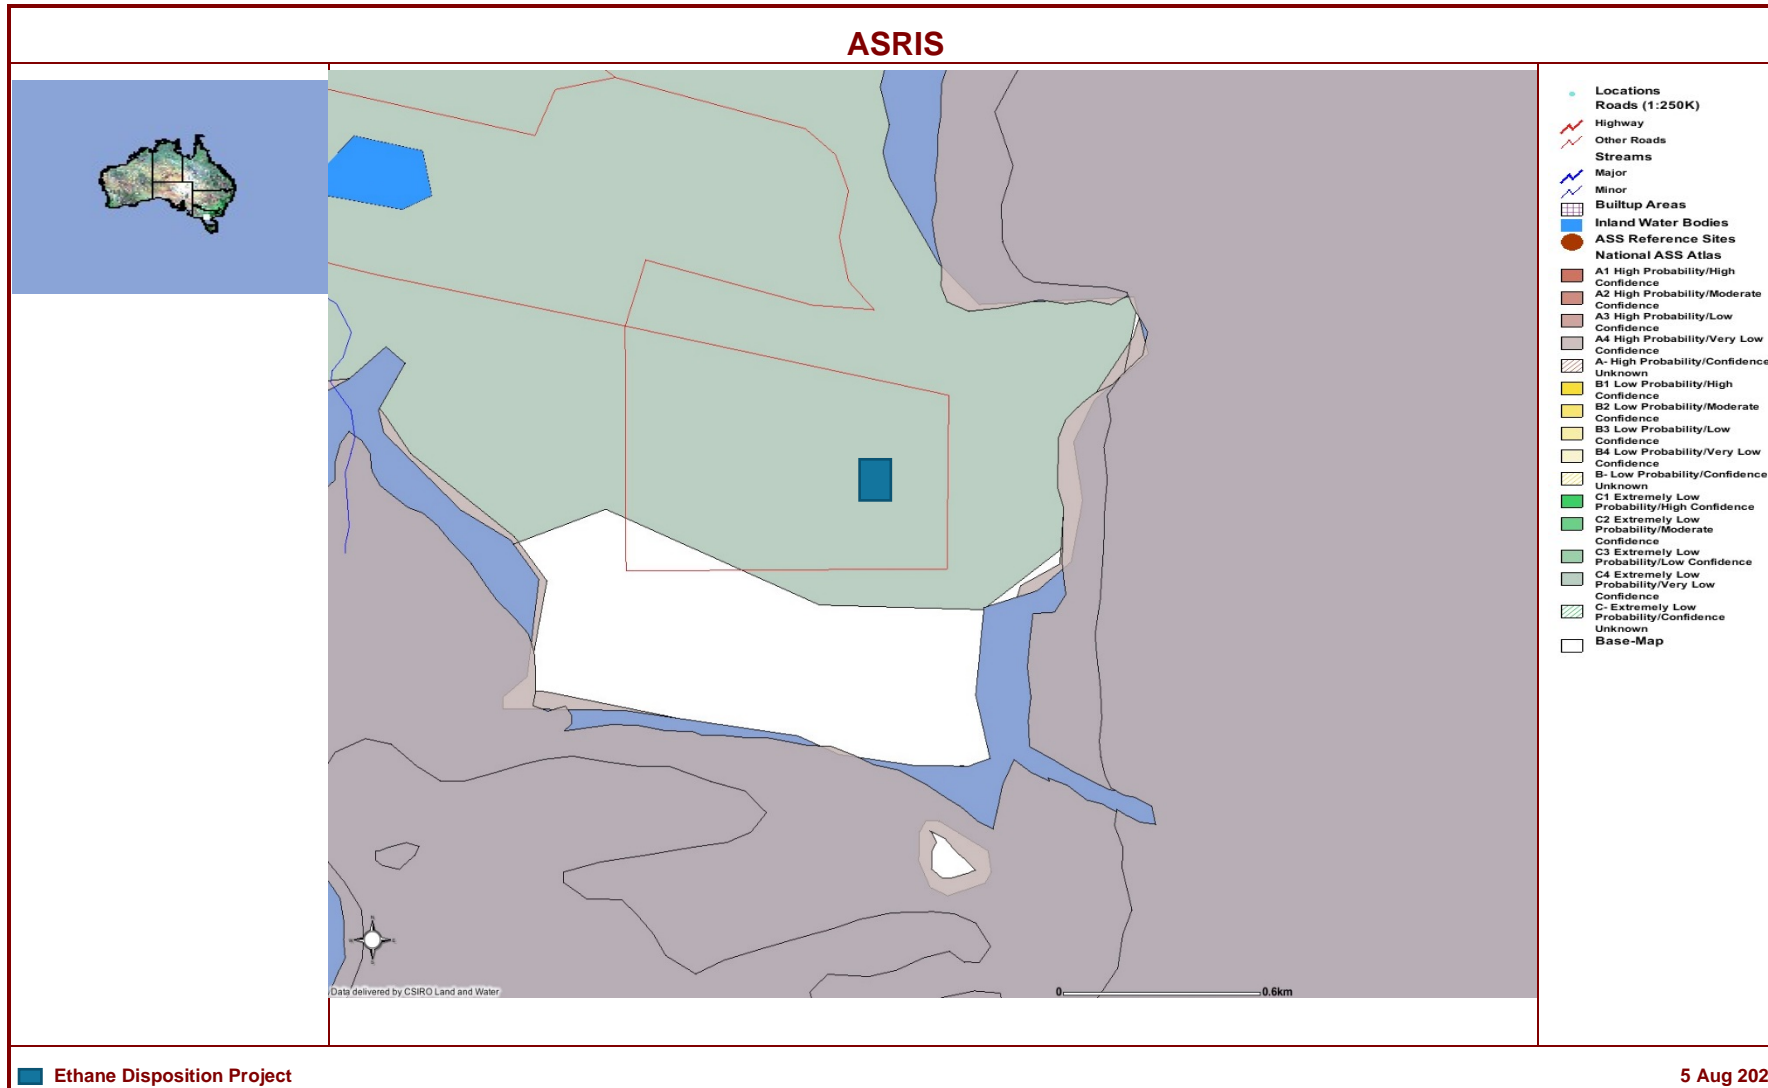 ASRIS
Locations
Roads (1:250K)
Highway
Other Roads
Streams
Major
Minor
Builtup Areas
Inland Water Bodies
ASS Reference Sites
National ASS Atlas
A1 High Probability/High
Confidence
A2 High Probability/Moderate
Confidence
A3 High Probability/Low
Confidence
A4 High Probability/Very Low
Confidence
A- High Probability/Confidence
Unknown
B1 Low Probability/High
Confidence
B2 Low Probability/Moderate
Confidence
B3 Low Probability/Low
Confidence
B4 Low Probability/Very Low
Confidence
B- Low Probability/Confidence
Unknown
C1 Extremely Low
Probability/High Confidence
C2 Extremely Low
Probability/Moderate
Confidence
C3 Extremely Low
Probability/Low Confidence
C4 Extremely Low
Probability/Very Low
Confidence
C- Extremely Low
Probability/Confidence
Unknown
Base-Map
Data delivered by CSIRO Land and Water
0 0.6km
Ethane Disposition Project
5 Aug 202